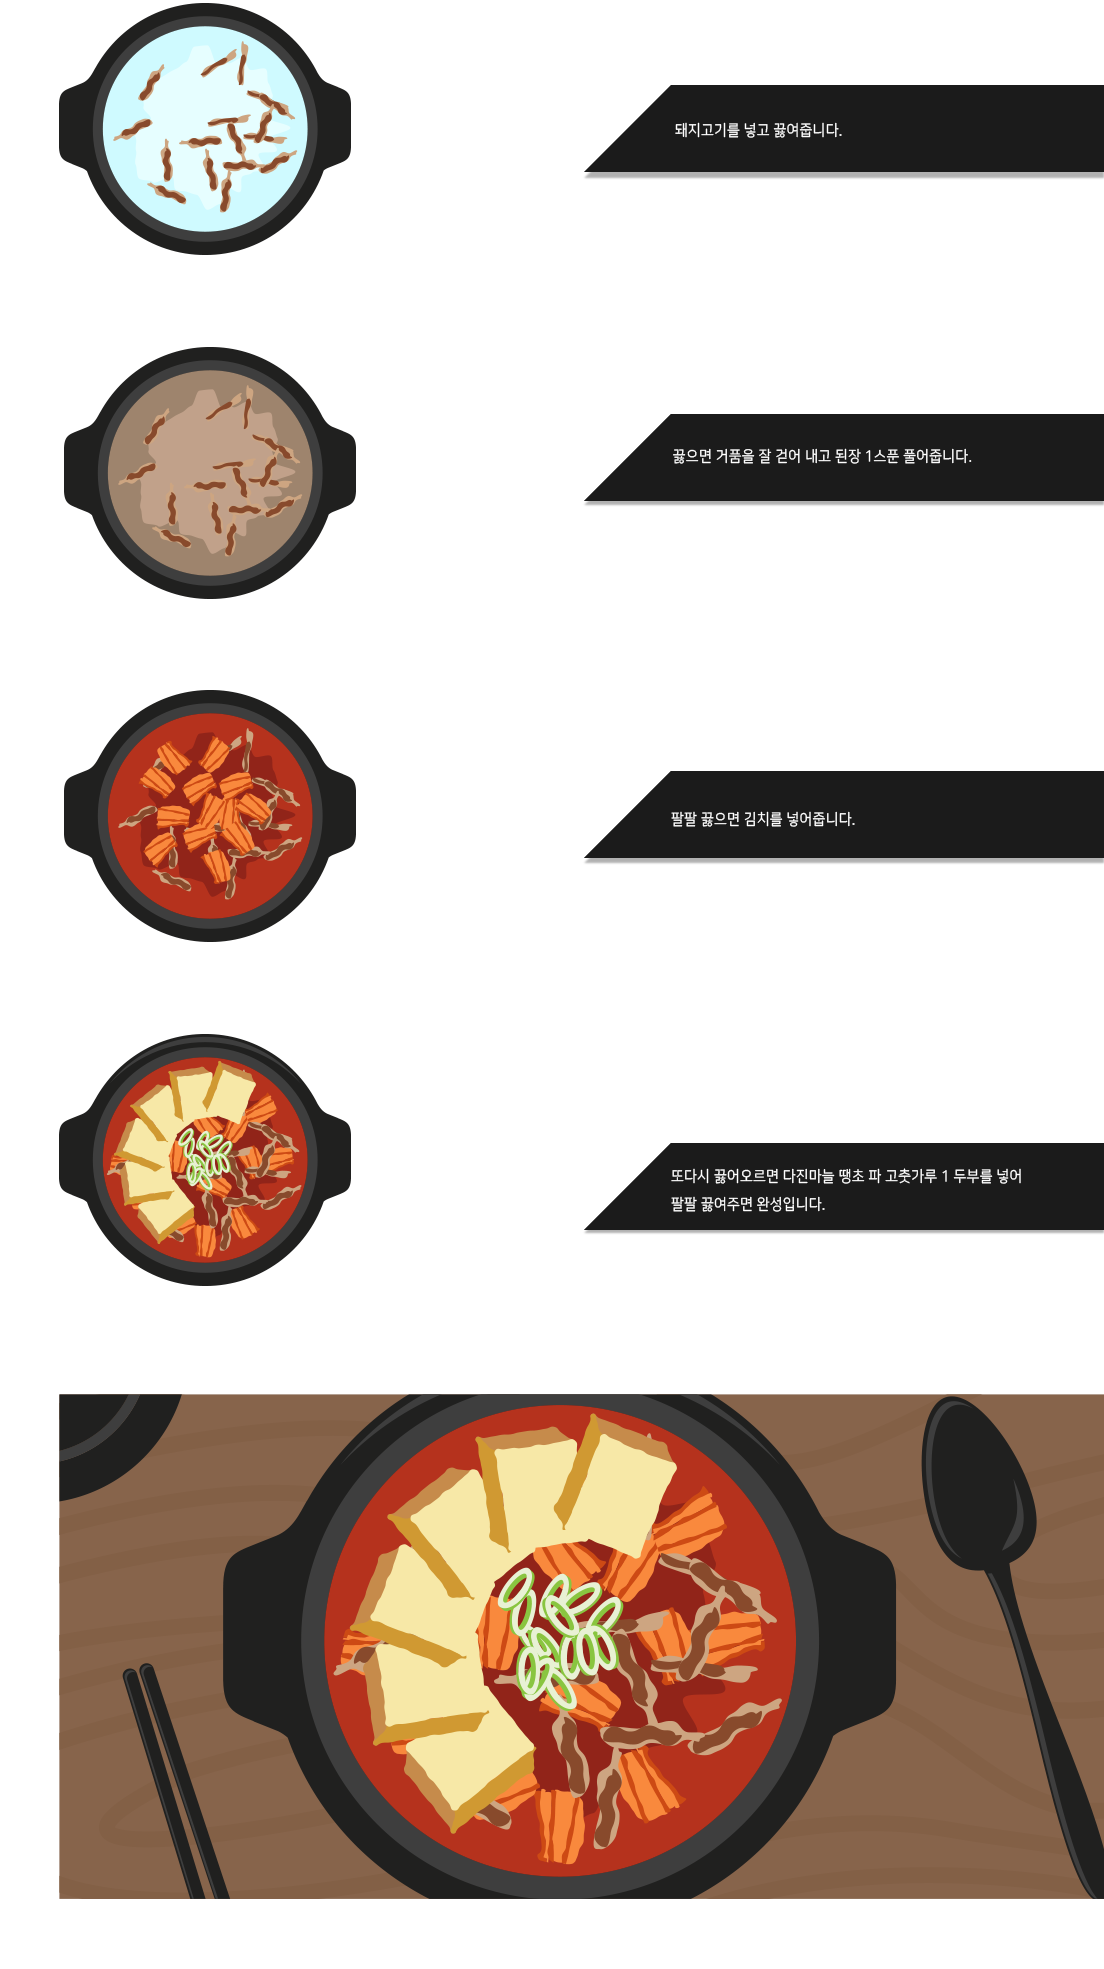 돼지고기를 넣고 끓여줍니다.
끓으면 거품을 잘 걷어 내고 된장 1스푼 풀어줍니다.
팔팔 끓으면 김치를 넣어줍니다.
또다시 끓어오르면 다진마늘 땡초 파 고춧가루 1 두부를 넣어
팔팔 끓여주면 완성입니다.